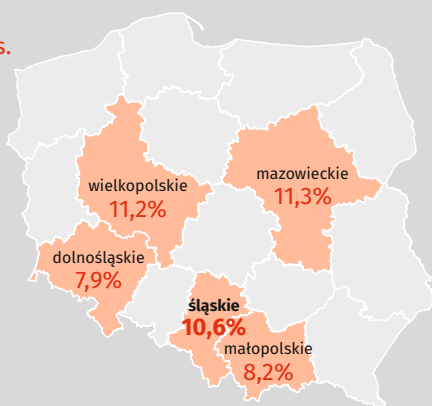 s.
wielkopolskie
11,2%
mazowieckie
11,3%
dolnośląskie
7,9%
śląskie
10,6%
małopolskie
8,2%